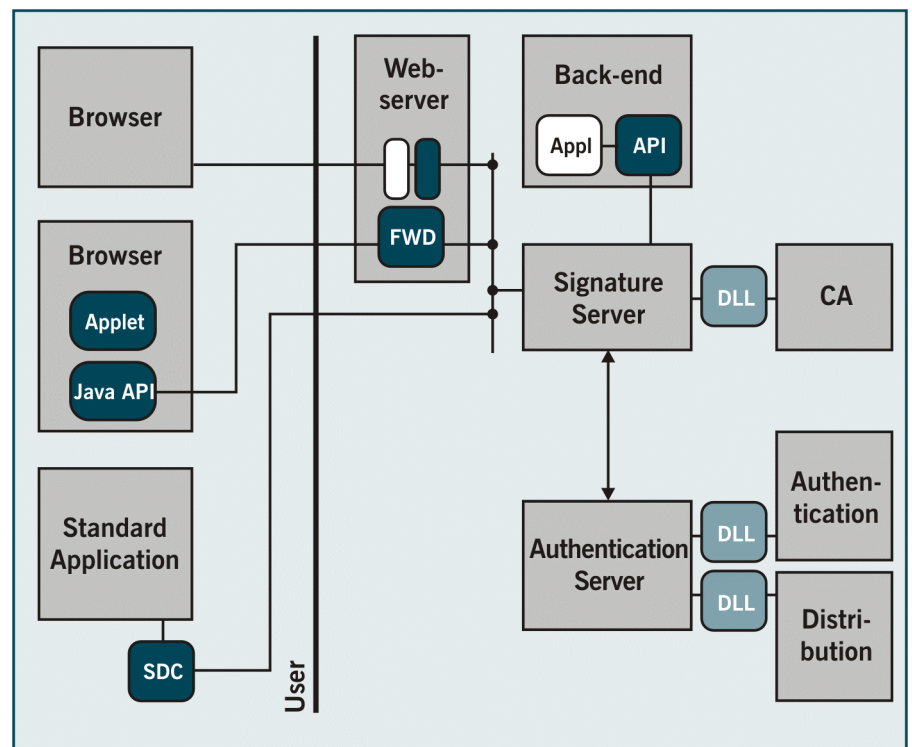 Browser
Web-
server
Back-end
Appl
API
Browser
Applet
Java API
FWD
Signature
Server
DLL
CA
Standard
Application
SDC
User
Authentication
Server
DLL
DLL
Authen-
tication
Distri-
bution